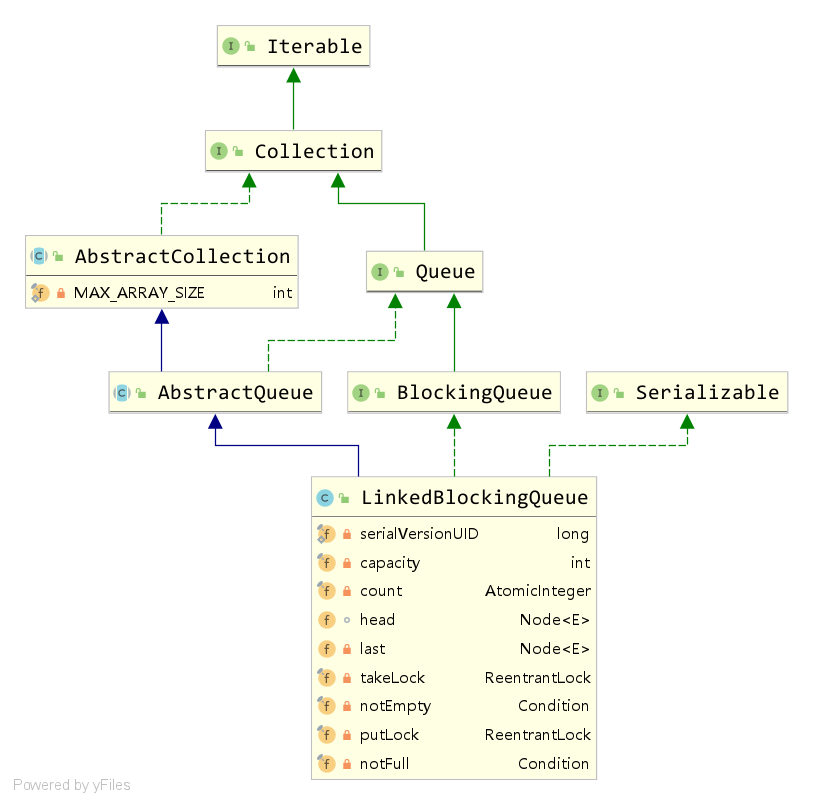 Iterable
Collection
AbstractCollection
MAX_ARRAY_SIZE int
Queue
AbstractQueue
BlockingQueue
Serializable
LinkedBlockingQueue
serialVersionUID long
capacity int
count AtomicInteger
head Node<E>
last Node<E>
takeLock ReentrantLock
notEmpty Condition
putLock ReentrantLock
notFull Condition
Powered by yFiles